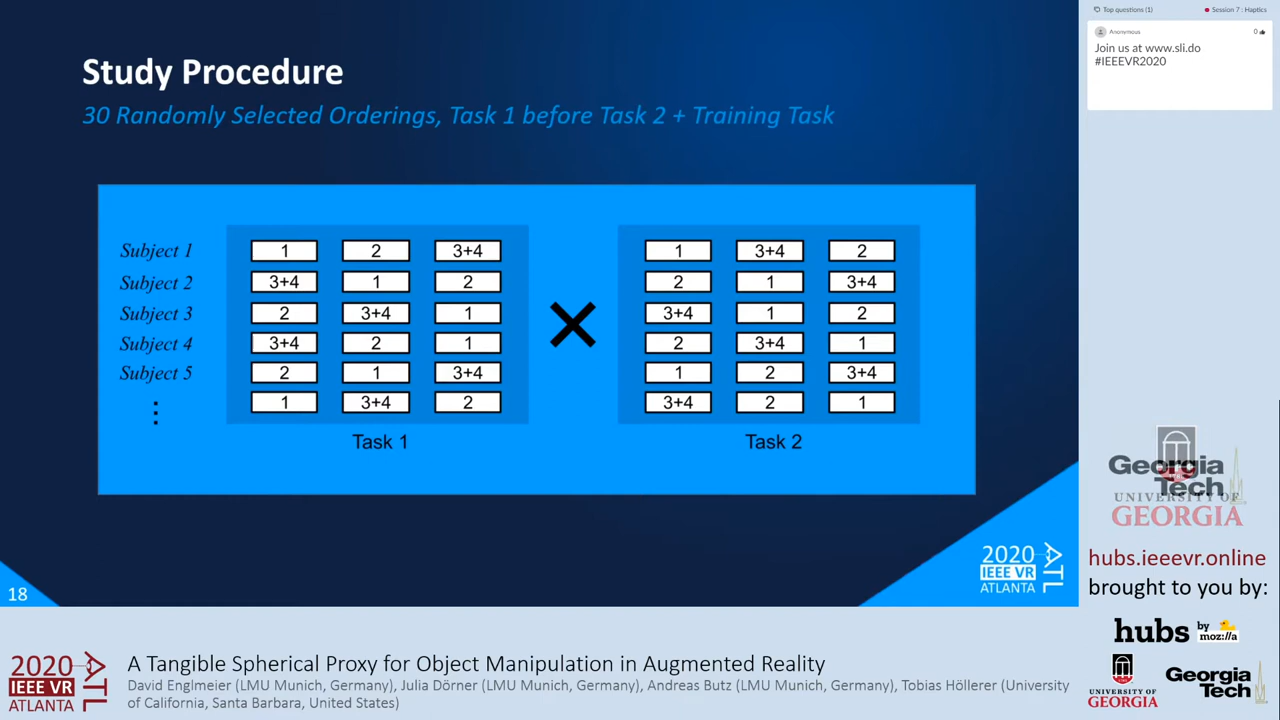 Study Procedure
30 Randomly Selected Orderings, Task 1 before Task 2 + Training Task
Subject 1 1 2 3+4 1 3+4 2
Subject 2 3+4 1 2 2 1 3+4
Subject 3 2 3+4 1 3+4 1 2
Subject 4 3+4 2 1 2 3+4 1
Subject 5 2 1 3+4 1 2 3+4
⋮ 1 3+4 2 3+4 2 1
Task 1 Task 2
18
2020
IEEE VR
ATLANTA
ATL
Top questions (1) Session 7 : Haptics
Anonymous 0
Join us at www.sli.do
#IEEEVR2020
Georgia
Tech
UNIVERSITY OF
GEORGIA
hubs.ieeevr.online
brought to you by:
hubs by moz://a
UNIVERSITY OF
GEORGIA
Georgia
Tech
2020
IEEE VR
ATLANTA
ATL
A Tangible Spherical Proxy for Object Manipulation in Augmented Reality
David Englmeier (LMU Munich, Germany), Julia Dörner (LMU Munich, Germany), Andreas Butz (LMU Munich, Germany), Tobias Höllerer (University
of California, Santa Barbara, United States)